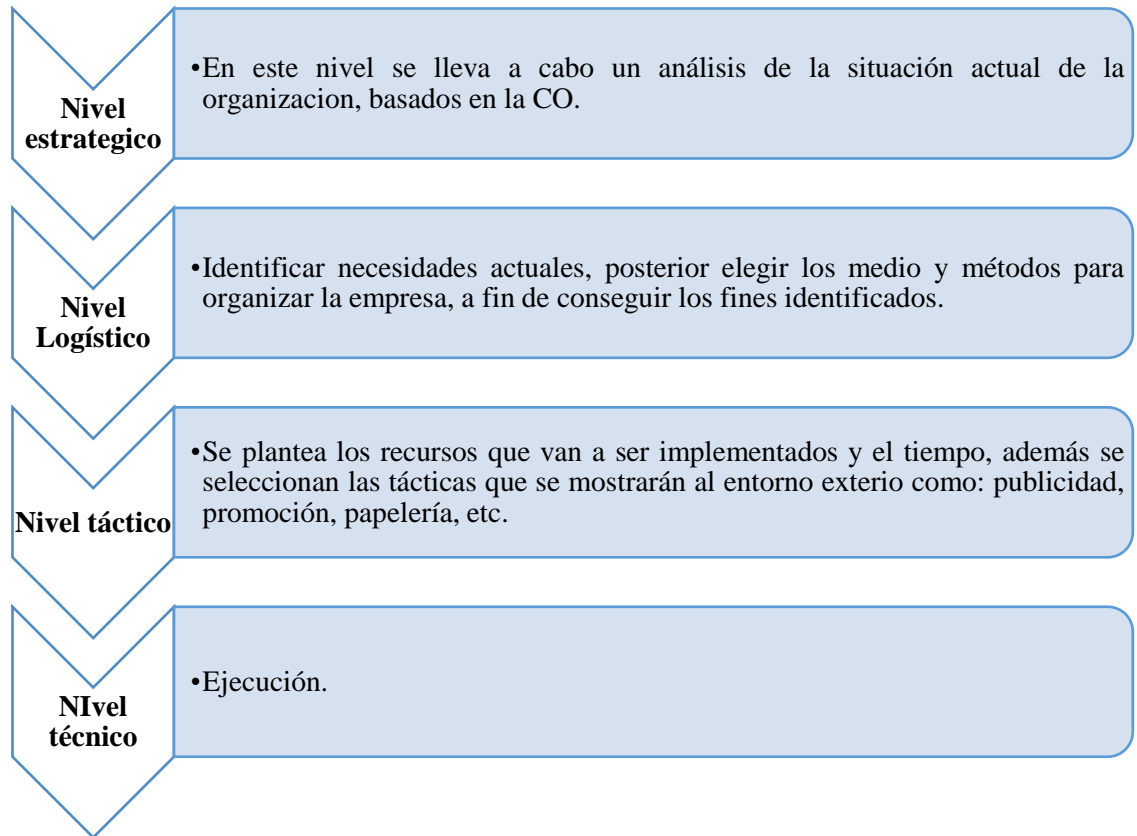 Nivel
estrategico
•En este nivel se lleva a cabo un análisis de la situación actual de la
organizacion, basados en la CO.
Nivel
Logístico
•Identificar necesidades actuales, posterior elegir los medio y métodos para
organizar la empresa, a fin de conseguir los fines identificados.
Nivel táctico
•Se plantea los recursos que van a ser implementados y el tiempo, además se
seleccionan las tácticas que se mostrarán al entorno exterio como: publicidad,
promoción, papelería, etc.
NIvel
técnico
•Ejecución.